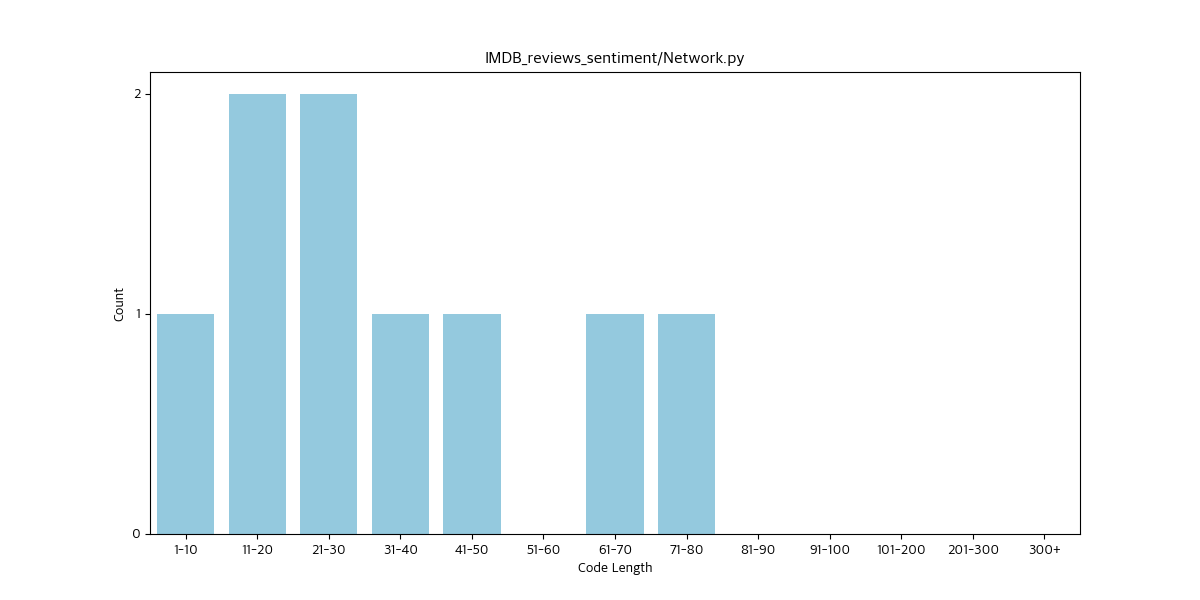 IMDB_reviews_sentiment/Network.py
2
1
0
Count
1-10 11-20 21-30 31-40 41-50 51-60 61-70 71-80 81-90 91-100 101-200 201-300 300+
Code Length